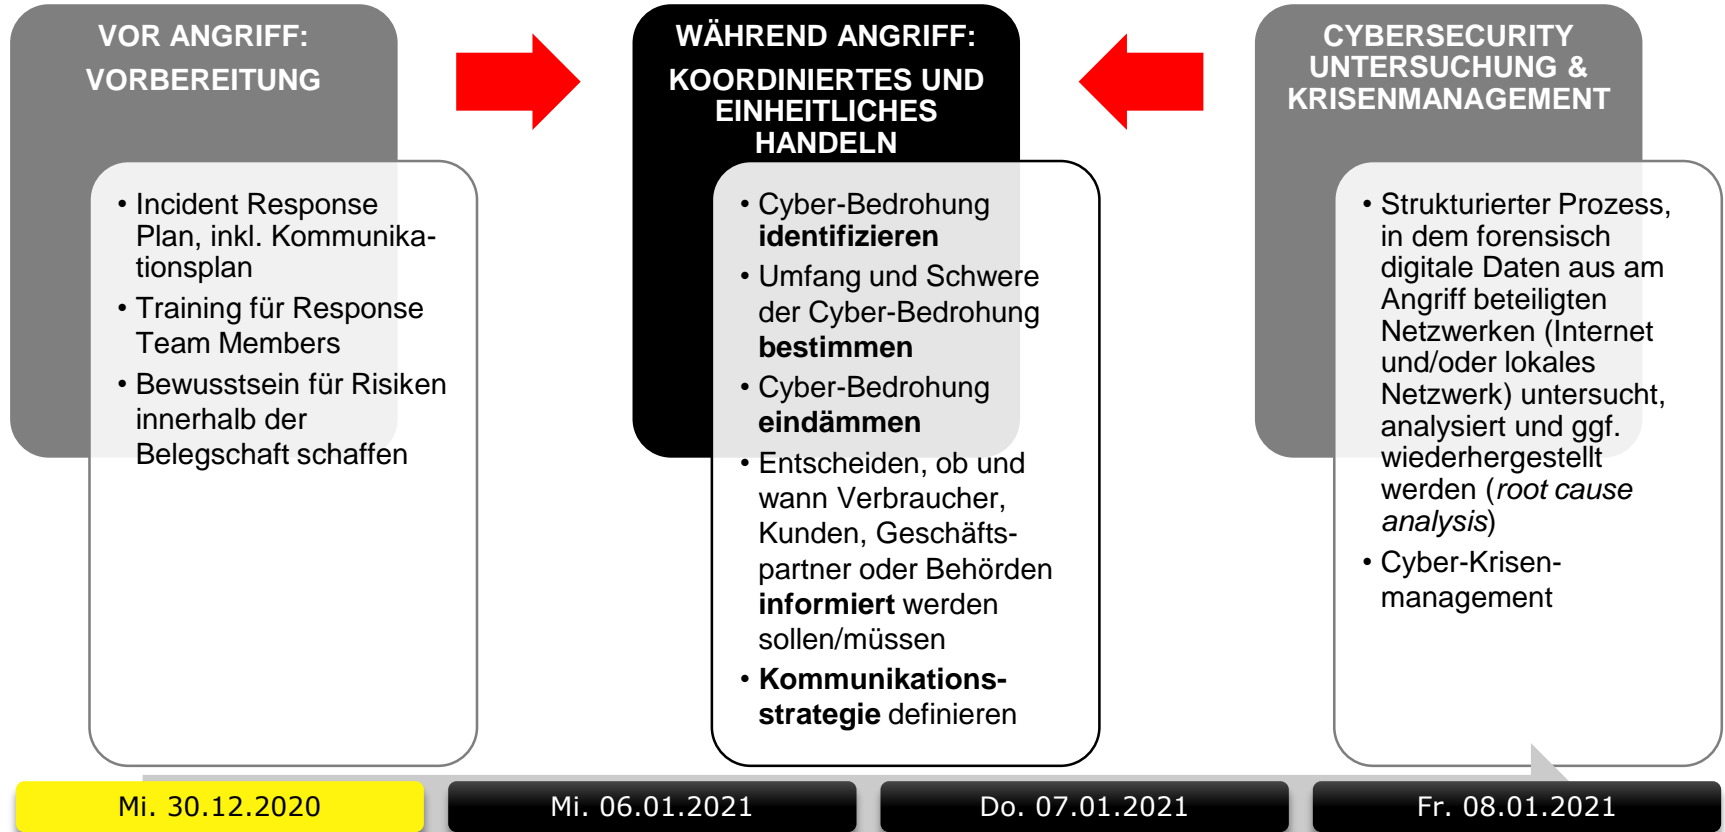 VOR ANGRIFF:
VORBEREITUNG
• Incident Response
Plan, inkl. Kommunika-
tionsplan
• Training für Response
Team Members
• Bewusstsein für Risiken
innerhalb der
Belegschaft schaffen
WÄHREND ANGRIFF:
KOORDINIERTES UND
EINHEITLICHES
HANDELN
• Cyber-Bedrohung
identifizieren
• Umfang und Schwere
der Cyber-Bedrohung
bestimmen
• Cyber-Bedrohung
eindämmen
• Entscheiden, ob und
wann Verbraucher,
Kunden, Geschäfts-
partner oder Behörden
informiert werden
sollen/müssen
• Kommunikations-
strategie definieren
CYBERSECURITY
UNTERSUCHUNG &
KRISENMANAGEMENT
• Strukturierter Prozess,
in dem forensisch
digitale Daten aus am
Angriff beteiligten
Netzwerken (Internet
und/oder lokales
Netzwerk) untersucht,
analysiert und ggf.
wiederhergestellt
werden (root cause
analysis)
• Cyber-Krisen-
management
Mi. 30.12.2020
Mi. 06.01.2021
Do. 07.01.2021
Fr. 08.01.2021